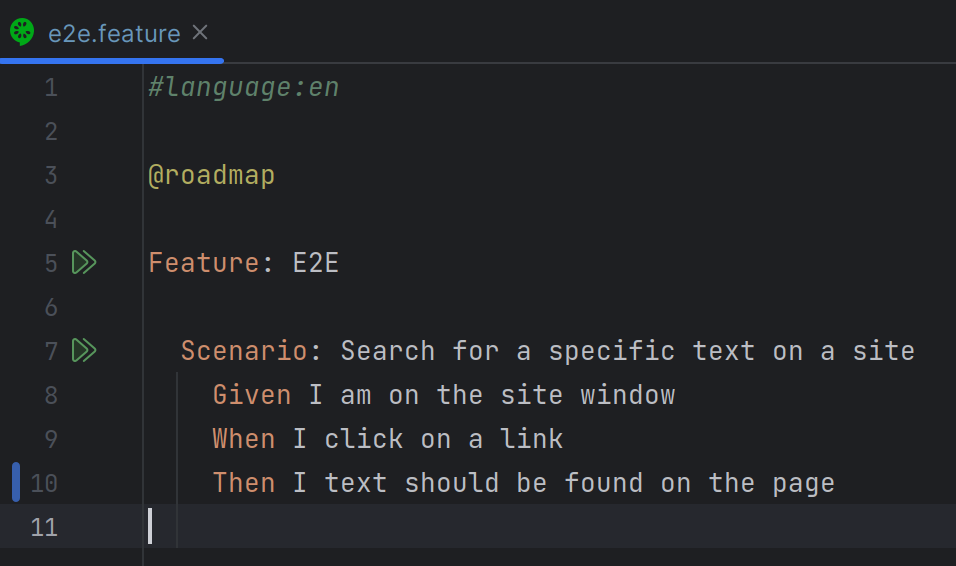 e2e.feature
1 #language:en
2
3 @roadmap
4
5 Feature: E2E
6
7 Scenario: Search for a specific text on a site
8 Given I am on the site window
9 When I click on a link
10 Then I text should be found on the page
11